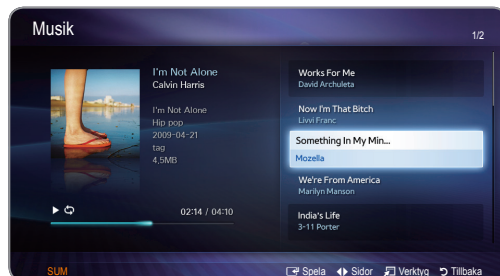 Musik
1/2
I'm Not Alone
Calvin Harris
I'm Not Alone
Hip pop
2009-04-21
tag
4,5MB
02:14 / 04:10
Works For Me
David Archuleta
Now I'm That Bitch
Livvi Franc
Something In My Min...
Mozella
We're From America
Marilyn Manson
India's Life
3-11 Porter
SUM
Spela Sidor Verktyg Tillbaka